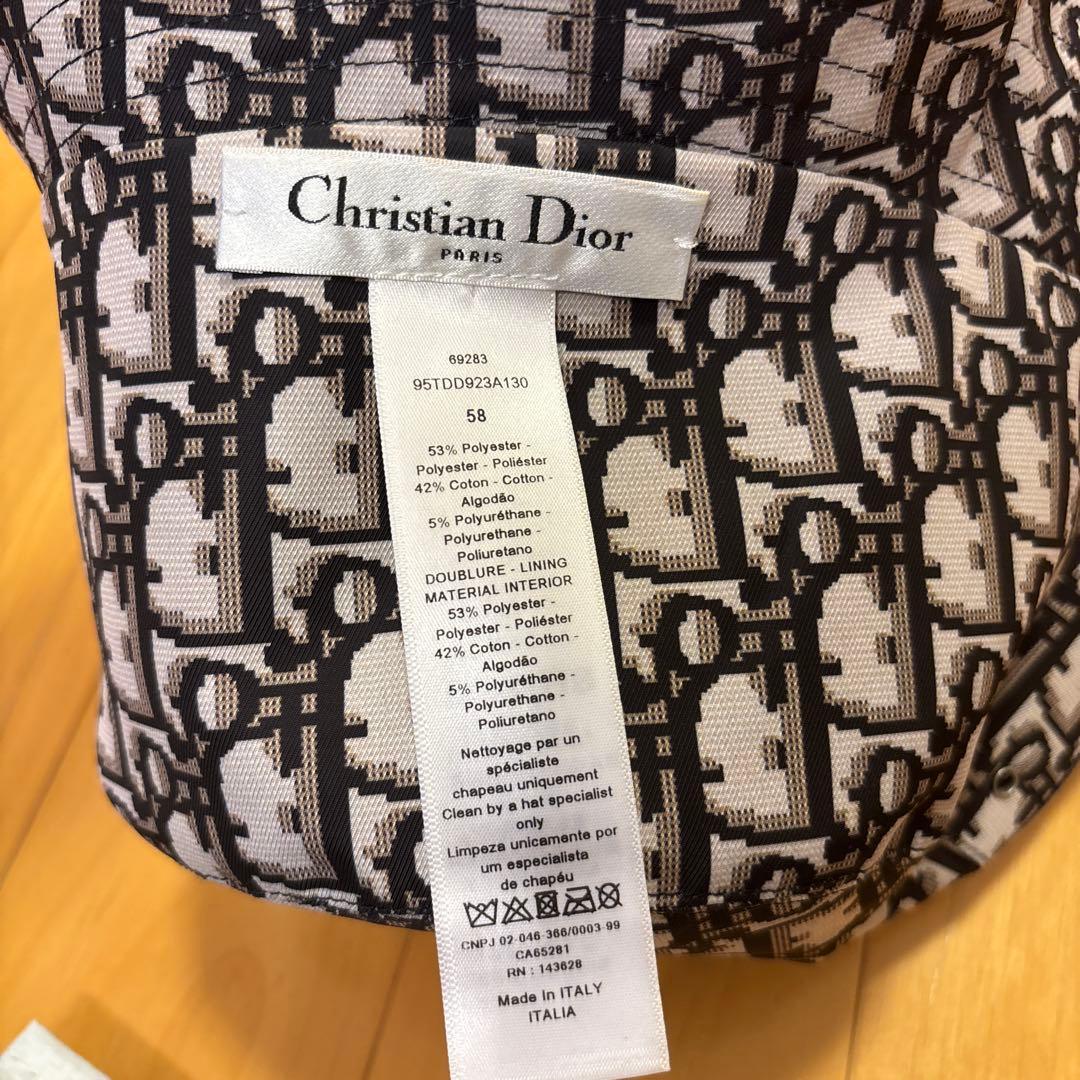 Christian Dior
PARIS
69283
95TDD923A130
58
53% Polyester -
Polyester - Poliéster
42% Coton - Cotton -
Algodão
5% Polyuréthane -
Polyurethane -
Poliuretano
DOUBLURE - LINING
MATERIAL INTERIOR
53% Polyester -
Polyester - Poliéster
42% Coton - Cotton -
Algodão
5% Polyuréthane -
Polyurethane -
Poliuretano
Nettoyage par un
spécialiste
chapeau uniquement
Clean by a hat specialist
only
Limpeza unicamente por
um especialista
de chapéu
CNPJ 02-046-366/0003-99
CA65281
RN : 143628
Made In ITALY
ITALIA